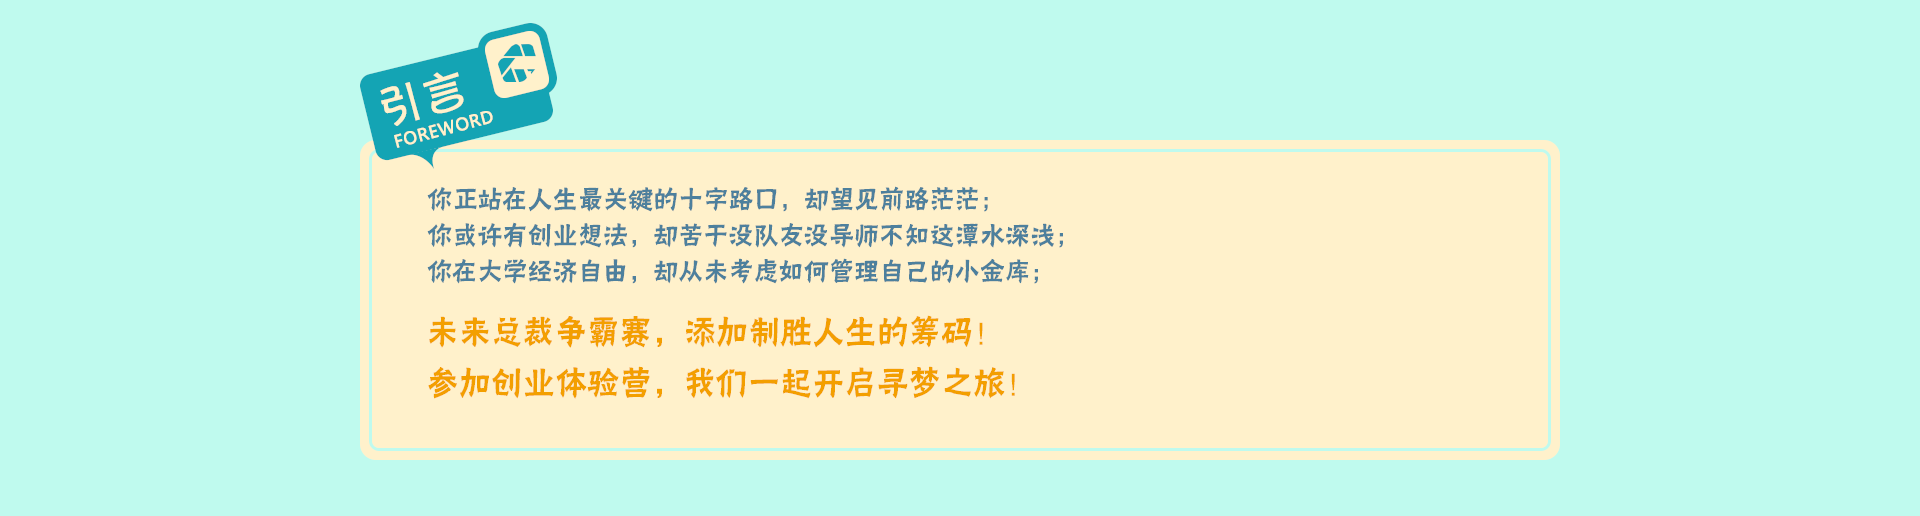 引言
FOREWORD
你正站在人生最关键的十字路口，却望见前路茫茫；
你或许有创业想法，却苦于没队友没导师不知这潭水深浅；
你在大学经济自由，却从未考虑如何管理自己的小金库；
未来总裁争霸赛，添加制胜人生的筹码！
参加创业体验营，我们一起开启寻梦之旅！